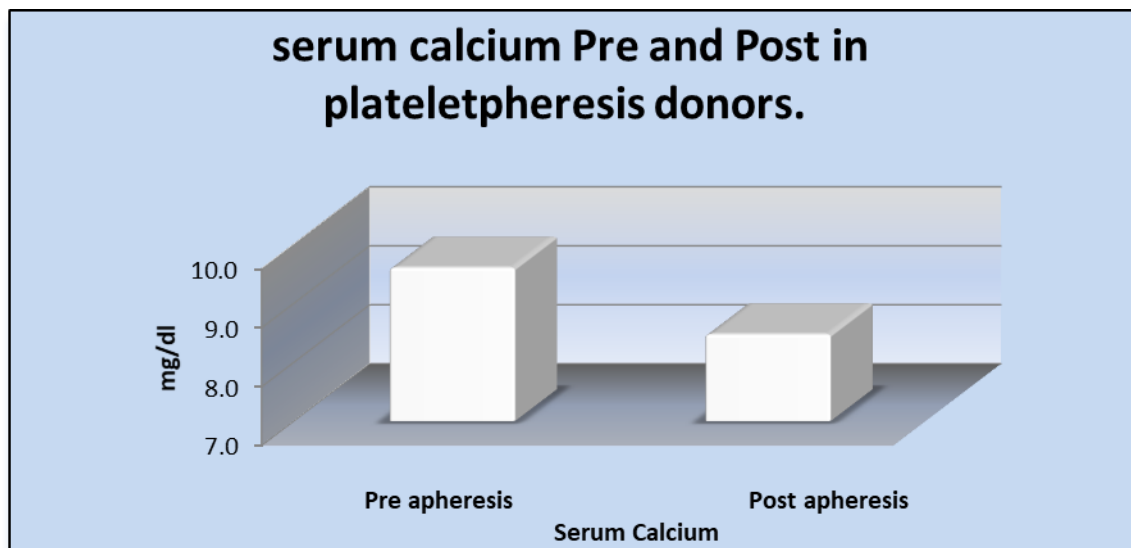 serum calcium Pre and Post in
plateletpheresis donors.
10.0
9.0
8.0
7.0
mg/dl
Pre apheresis
Post apheresis
Serum Calcium